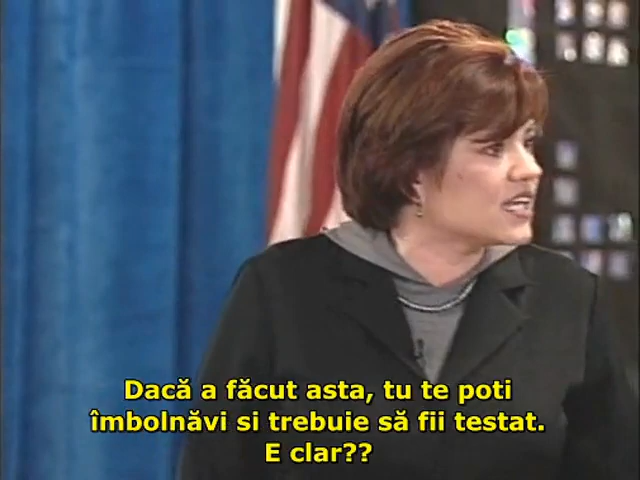 Dacă a făcut asta, tu te poti
îmbolnăvi si trebuie să fii testat.
E clar??